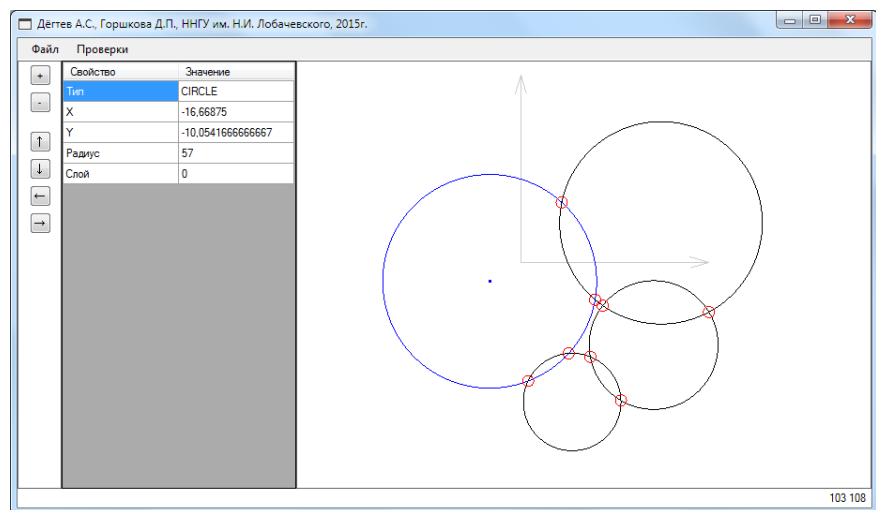 Дёгтев А.С., Горшкова Д.П., ННГУ им. Н.И. Лобачевского, 2015г.
Файл Проверки
+
-
↑
↓
←
→
Свойство Значение
Тип CIRCLE
X -16,66875
Y -10,0541666666667
Радиус 57
Слой 0
103 108